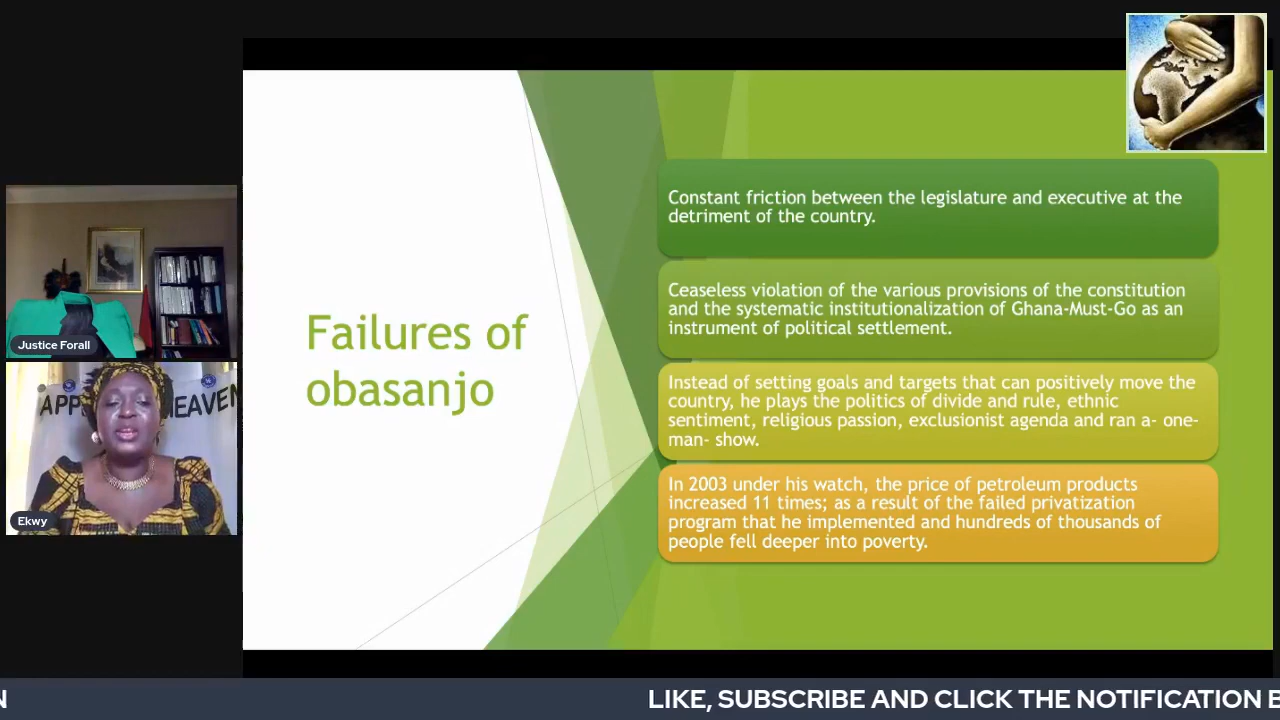 Failures of
obasanjo
Constant friction between the legislature and executive at the
detriment of the country.
Ceaseless violation of the various provisions of the constitution
and the systematic institutionalization of Ghana-Must-Go as an
instrument of political settlement.
Instead of setting goals and targets that can positively move the
country, he plays the politics of divide and rule, ethnic
sentiment, religious passion, exclusionist agenda and ran a- one-
man- show.
In 2003 under his watch, the price of petroleum products
increased 11 times; as a result of the failed privatization
program that he implemented and hundreds of thousands of
people fell deeper into poverty.
Justice Forall
APP HEAVEN
Ekwy
N LIKE, SUBSCRIBE AND CLICK THE NOTIFICATION B